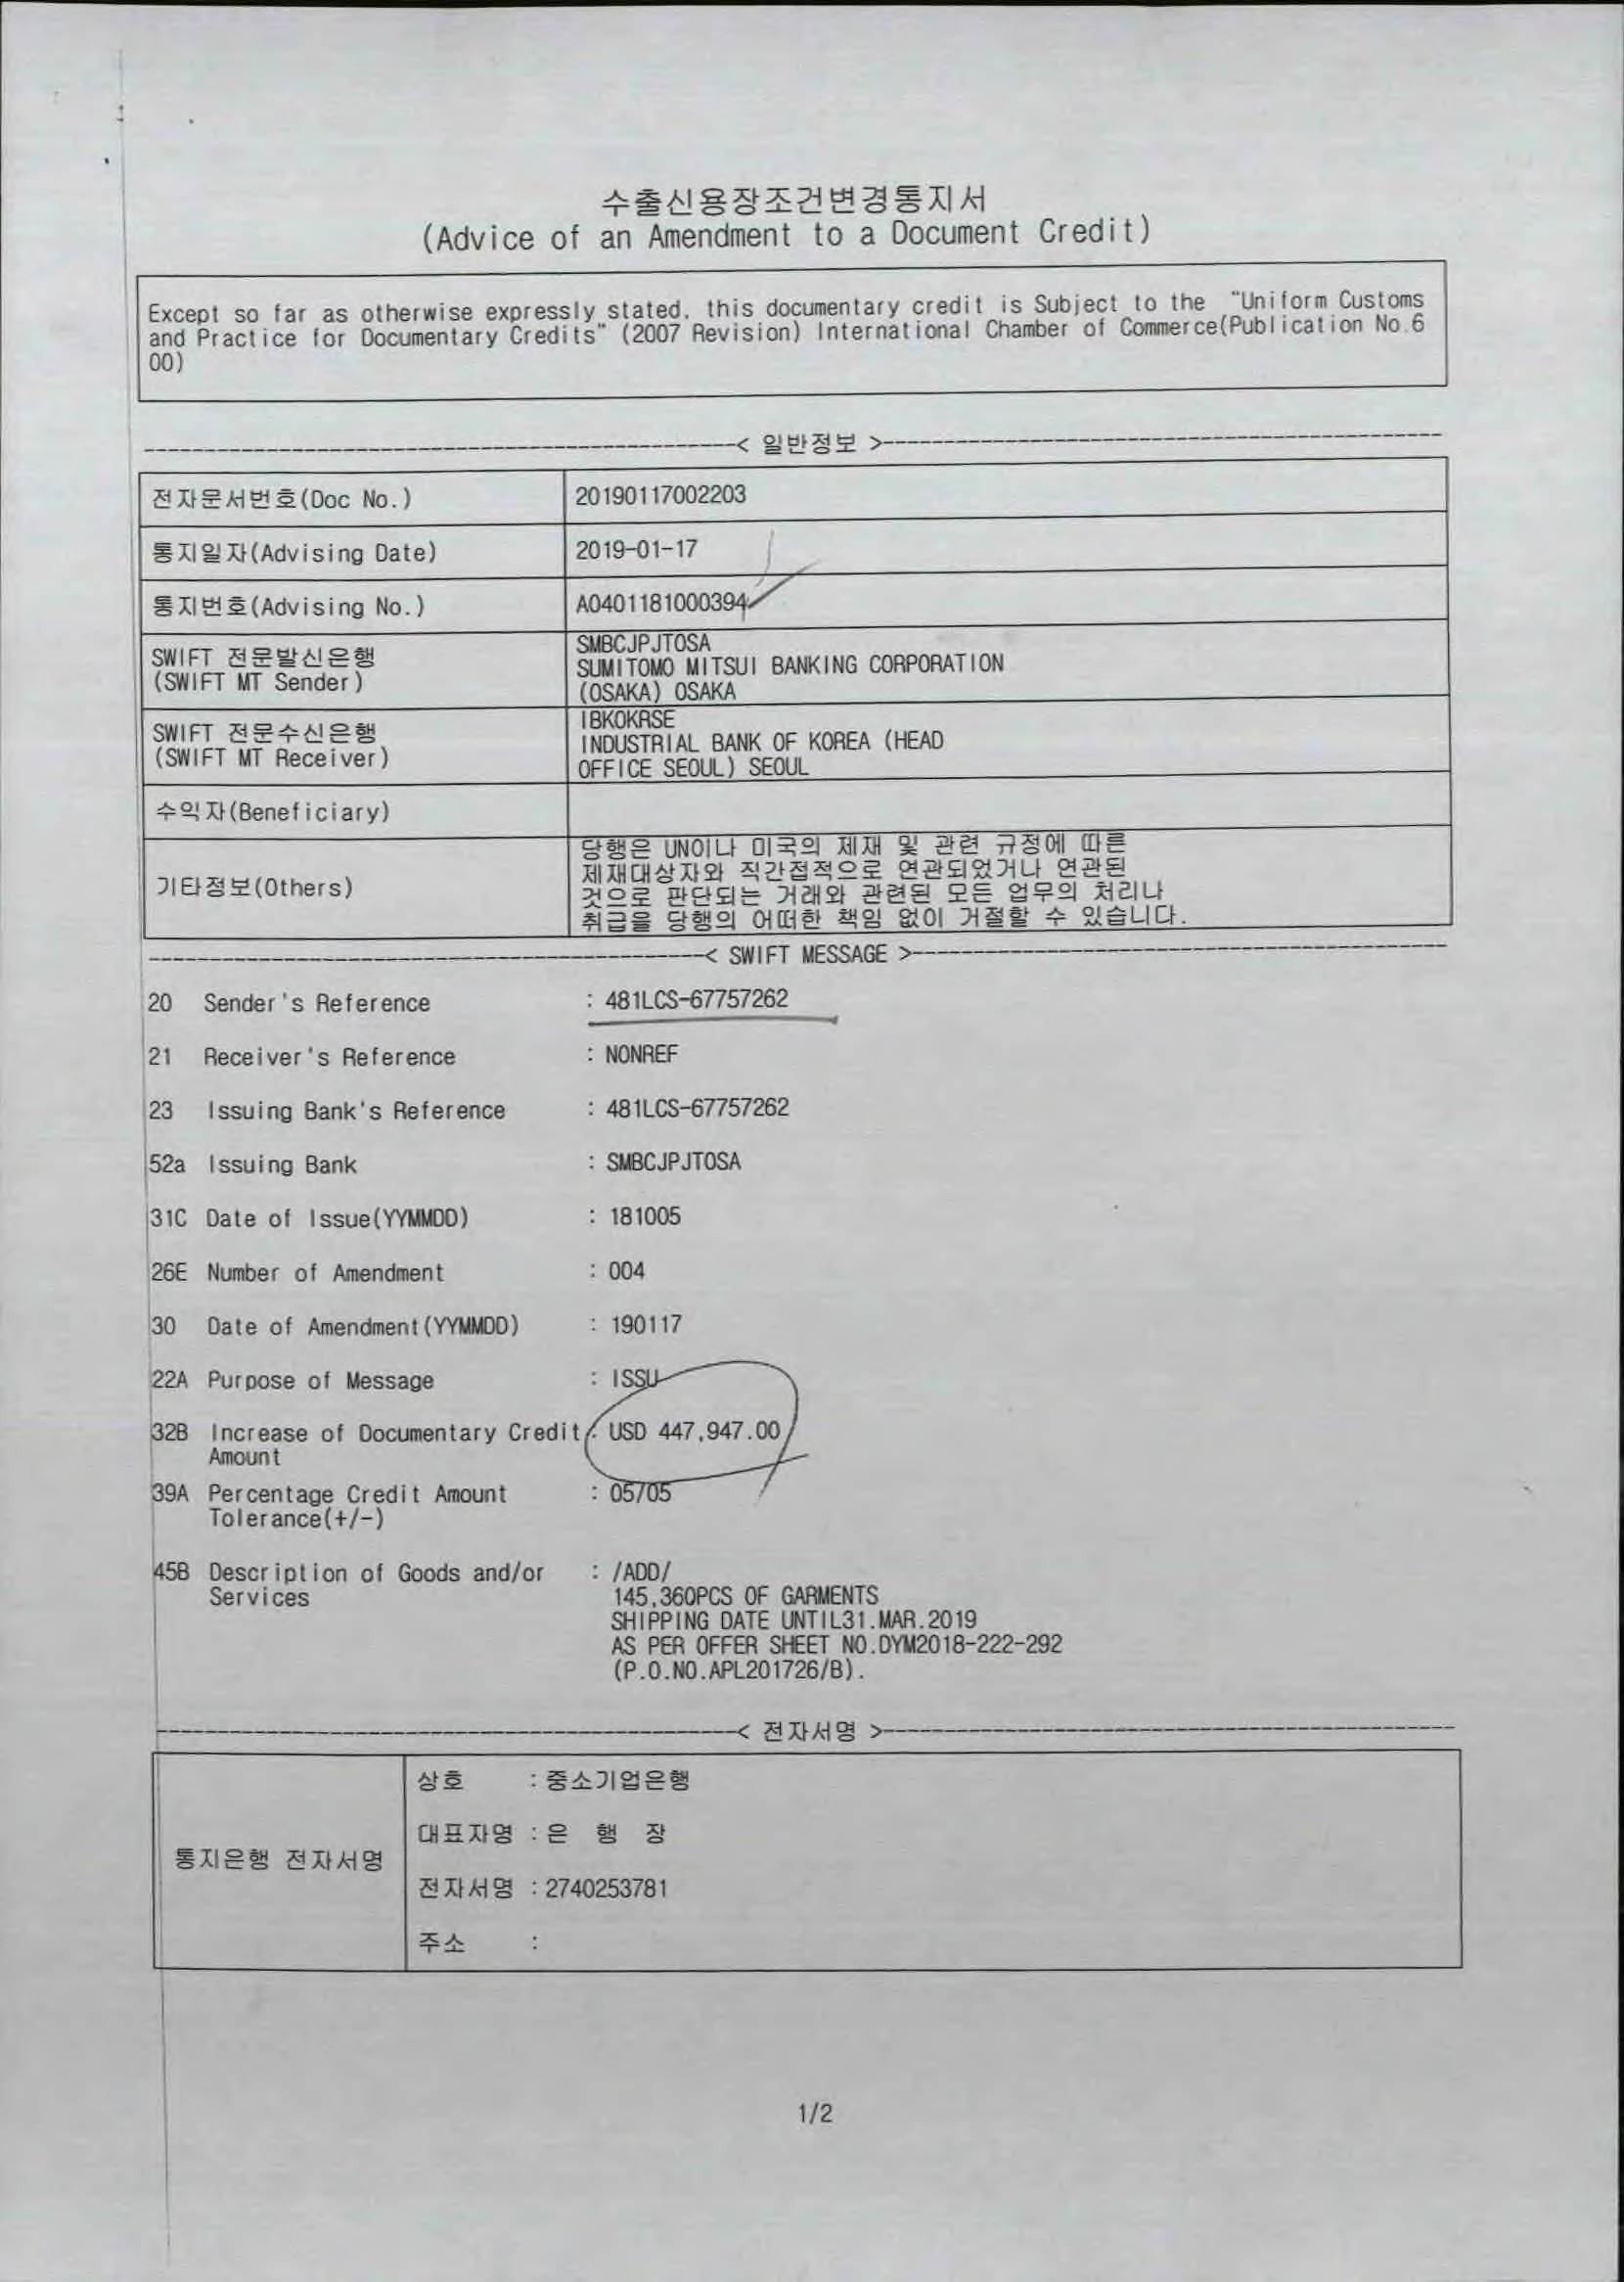 수출신용장조건변경통지서
(Advice of an Amendment to a Document Credit)
Except so far as otherwise expressly stated, this documentary credit is Subject to the "Uniform Customs
and Practice for Documentary Credits" (2007 Revision) International Chamber of Commerce(Publication No.6
00)
< 일반정보 >
전자문서번호(Doc No.) 20190117002203
통지일자(Advising Date) 2019-01-17
통지번호(Advising No.) A0401181000394
SWIFT 전문발신은행
(SWIFT MT Sender)
SMBCJPJTOSA
SUMITOMO MITSUI BANKING CORPORATION
(OSAKA) OSAKA
SWIFT 전문수신은행
(SWIFT MT Receiver)
IBKOKRSE
INDUSTRIAL BANK OF KOREA (HEAD
OFFICE SEOUL) SEOUL
수익자(Beneficiary)
기타정보(Others)
당행은 UN이나 미국의 제재 및 관련 규정에 따른
제재대상자와 직간접적으로 연관되었거나 연관된
것으로 판단되는 거래와 관련된 모든 업무의 처리나
취급을 당행의 어떠한 책임 없이 거절할 수 있습니다.
< SWIFT MESSAGE >
20 Sender's Reference : 481LCS-67757262
21 Receiver's Reference : NONREF
23 Issuing Bank's Reference : 481LCS-67757262
52a Issuing Bank : SMBCJPJTOSA
31C Date of Issue(YYMMDD) : 181005
26E Number of Amendment : 004
30 Date of Amendment(YYMMDD) : 190117
22A Purpose of Message : ISSU
32B Increase of Documentary Credit : USD 447,947.00
Amount
39A Percentage Credit Amount : 05/05
Tolerance(+/-)
45B Description of Goods and/or : /ADD/
Services 145,360PCS OF GARMENTS
SHIPPING DATE UNTIL31.MAR.2019
AS PER OFFER SHEET NO.DYM2018-222-292
(P.O.NO.APL201726/B).
< 전자서명 >
통지은행 전자서명
상호 : 중소기업은행
대표자명 : 은 행 장
전자서명 : 2740253781
주소 :
1/2